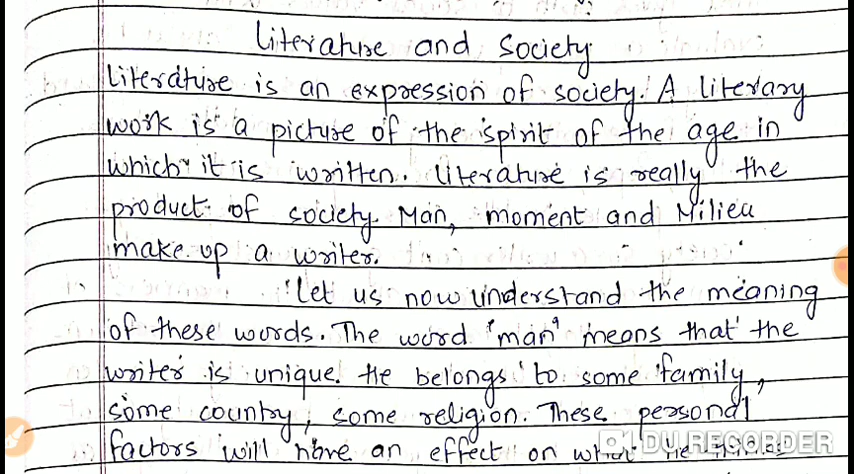 Literature and Society
Literature is an expression of society. A literary
work is a picture of the spirit of the age in
which it is written. Literature is really the
product of society. Man, moment and Milieu
make up a writer.
Let us now understand the meaning
of these words. The word 'man' means that the
writer is unique. He belongs to some family,
some country, some religion. These personal
factors will have an effect on what he
DU RECORDER